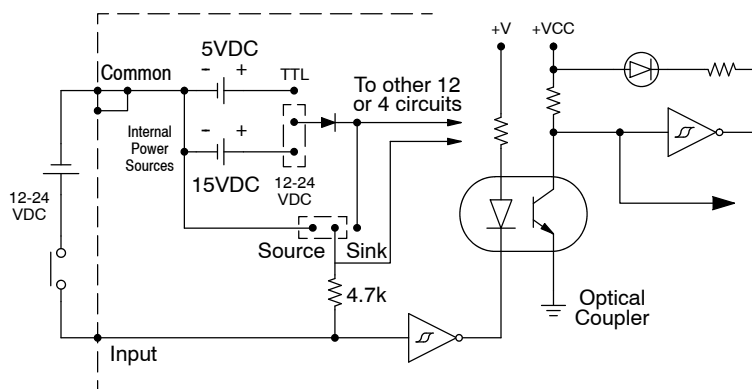 5VDC
+V
+VCC
Common
- +
TTL
To other 12
or 4 circuits
Internal
Power
Sources
- +
15VDC
12-24
VDC
12-24
VDC
Source Sink
4.7k
Optical
Coupler
Input